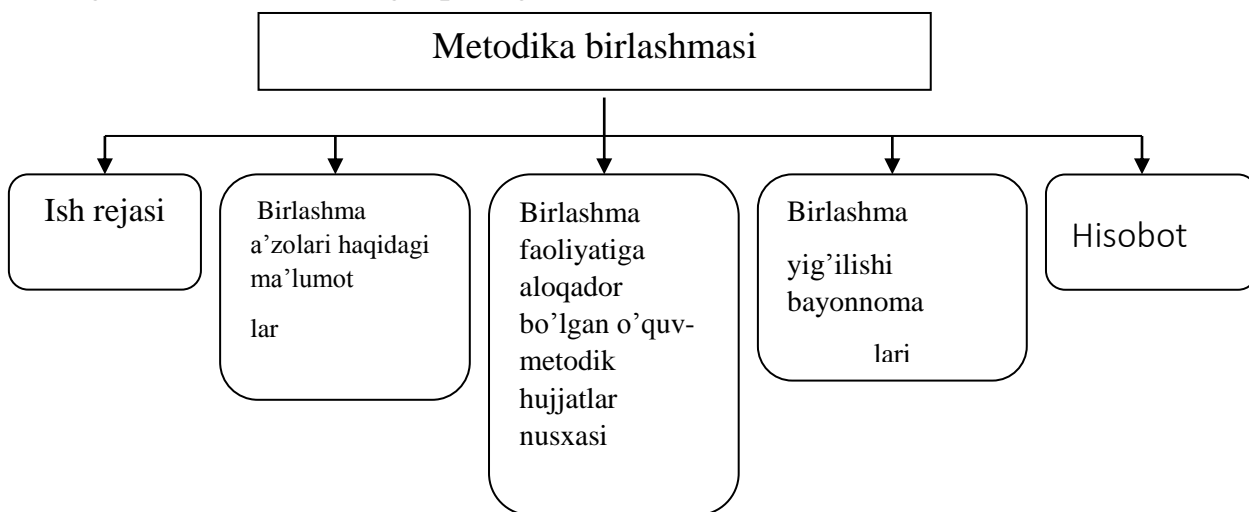 Metodika birlashmasi
Ish rejasi
Birlashma
a’zolari haqidagi
ma’lumot
lar
Birlashma
faoliyatiga
aloqador
bo’lgan o’quv-
metodik
hujjatlar
nusxasi
Birlashma
yig’ilishi
bayonnoma
lari
Hisobot